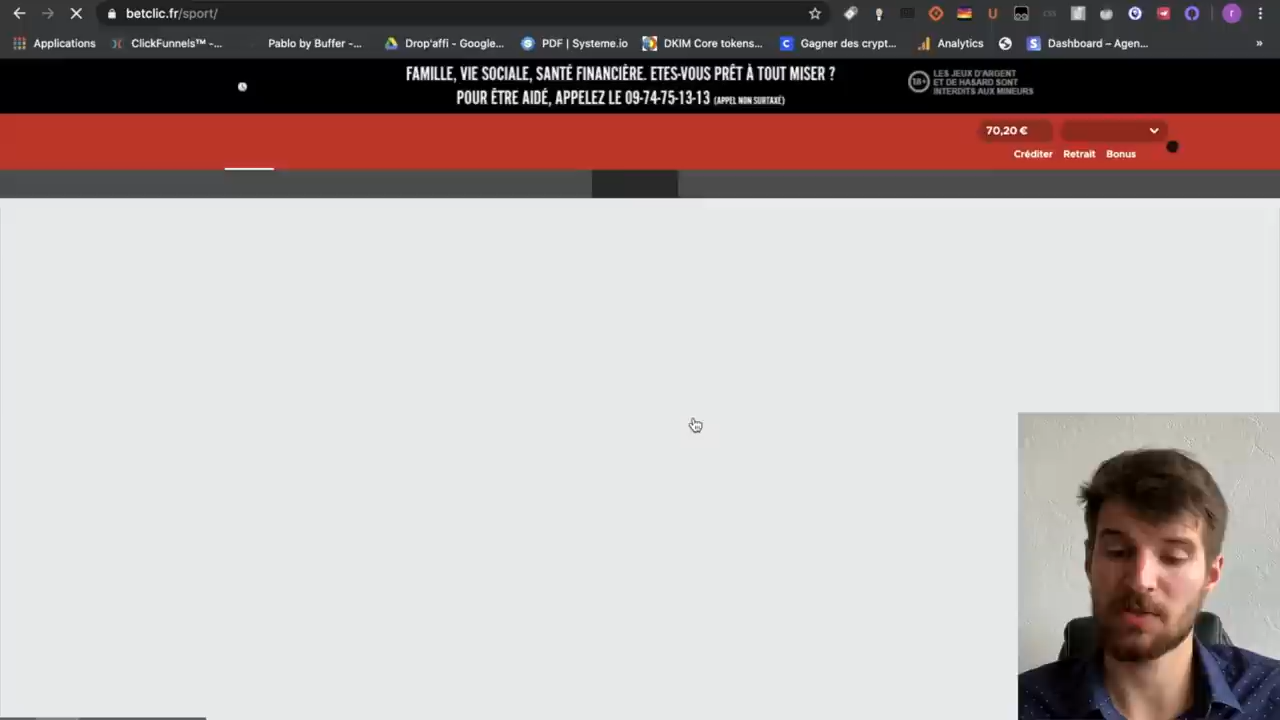 betclic.fr/sport/
Applications
ClickFunnels™ -...
Pablo by Buffer -...
Drop'affi - Google...
PDF | Systeme.io
DKIM Core tokens...
Gagner des crypt...
Analytics
Dashboard – Agen...
»
FAMILLE, VIE SOCIALE, SANTÉ FINANCIÈRE. ETES-VOUS PRÊT À TOUT MISER ?
POUR ÊTRE AIDÉ, APPELEZ LE 09-74-75-13-13 (APPEL NON SURTAXÉ)
18+
LES JEUX D'ARGENT
ET DE HASARD SONT
INTERDITS AUX MINEURS
70,20 €
Créditer
Retrait
Bonus